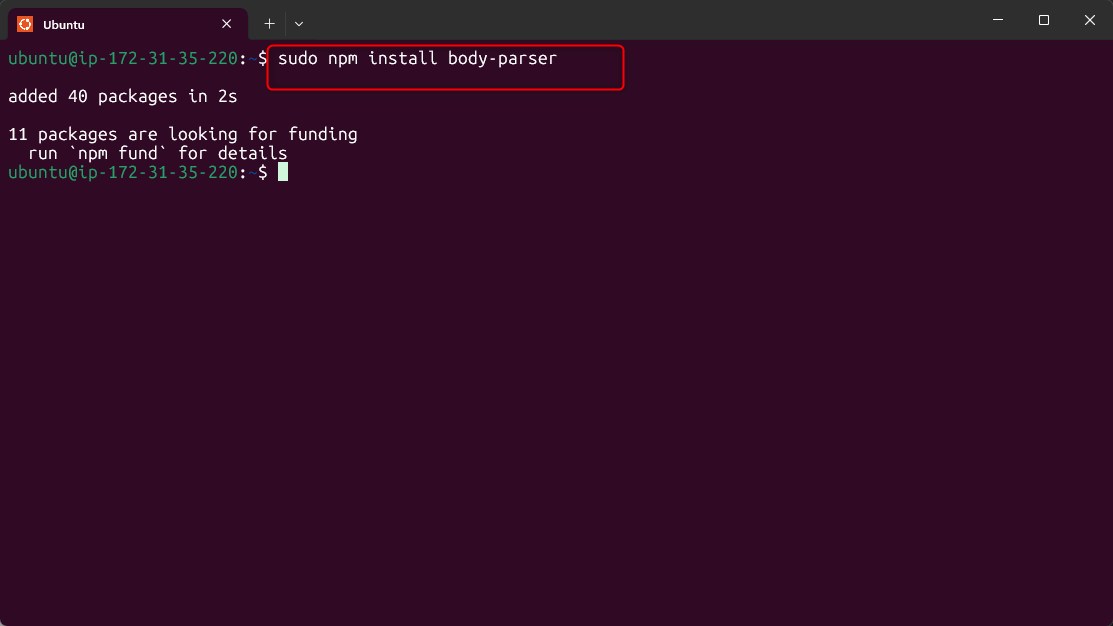 Ubuntu
ubuntu@ip-172-31-35-220:~$ sudo npm install body-parser
added 40 packages in 2s
11 packages are looking for funding
  run `npm fund` for details
ubuntu@ip-172-31-35-220:~$